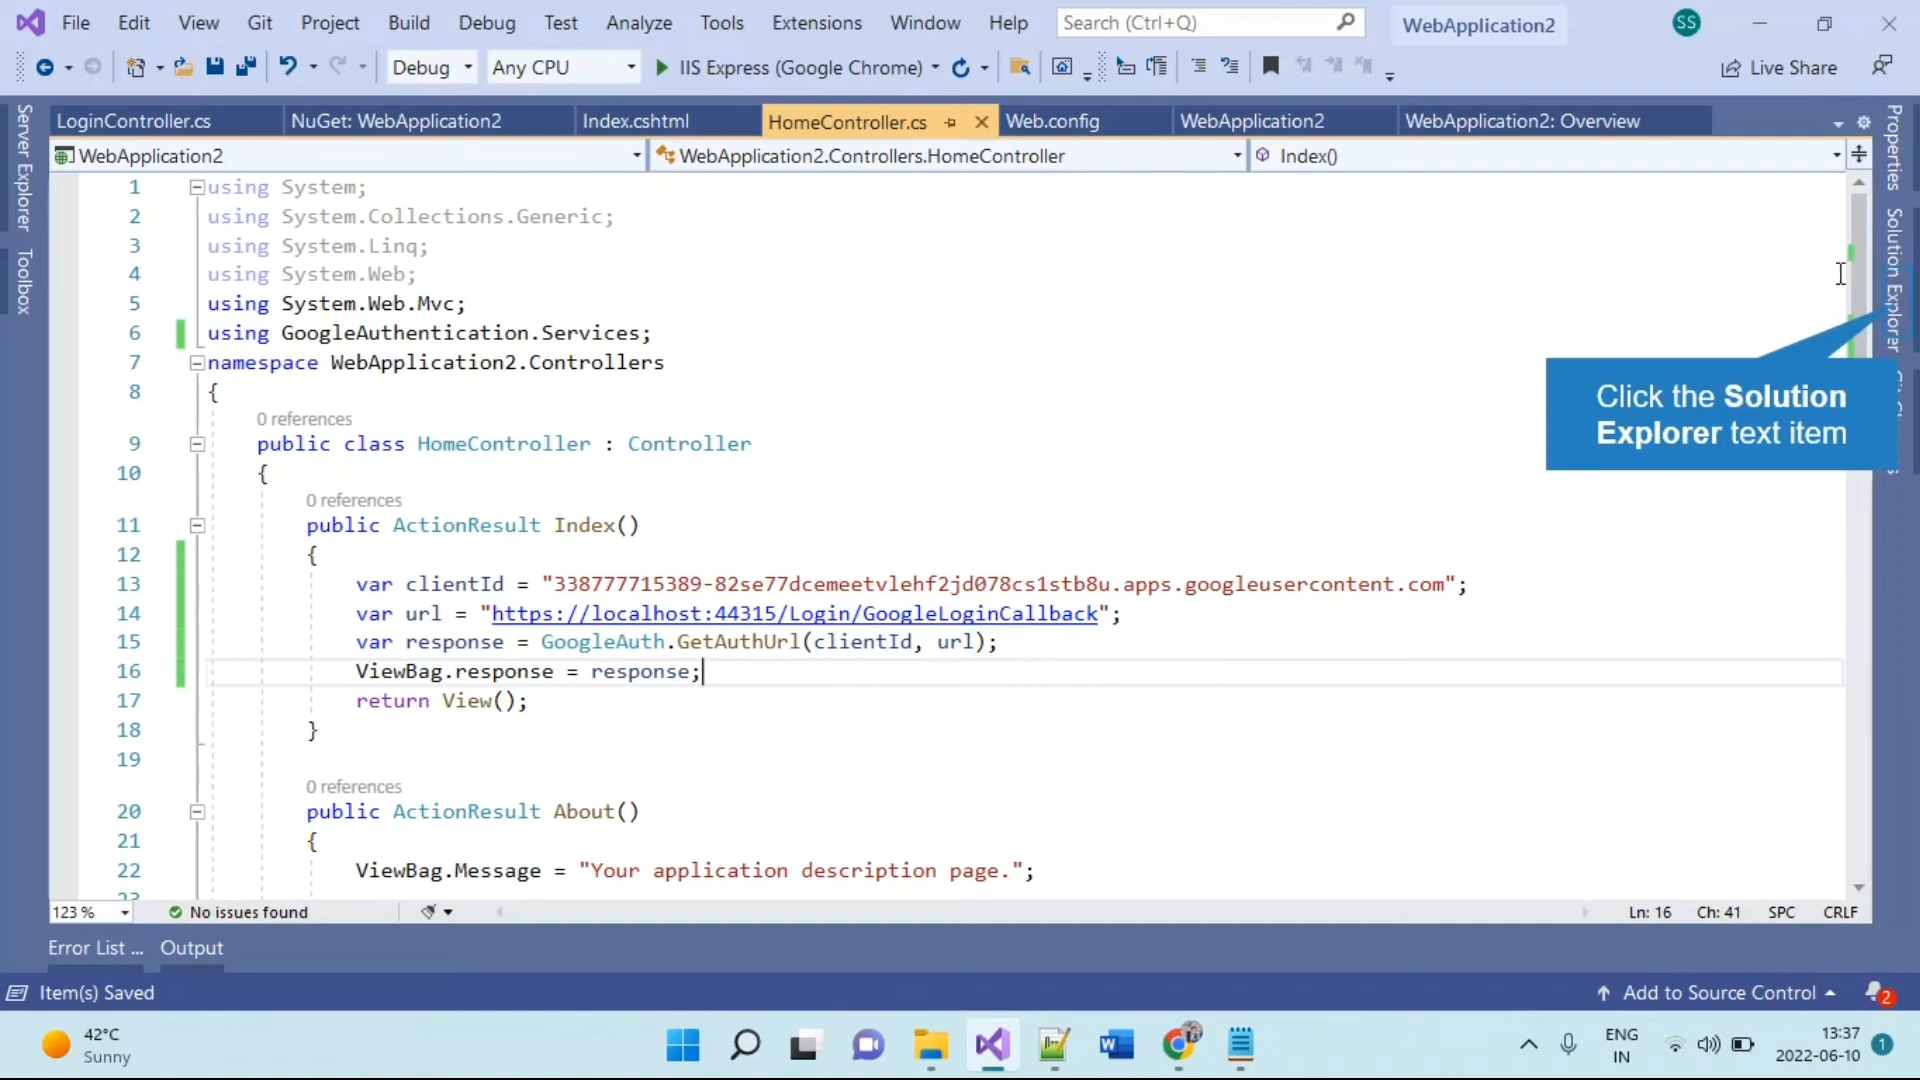 File Edit View Git Project Build Debug Test Analyze Tools Extensions Window Help Search (Ctrl+Q) WebApplication2 SS
Debug Any CPU IIS Express (Google Chrome) Live Share
LoginController.cs NuGet: WebApplication2 Index.cshtml HomeController.cs Web.config WebApplication2 WebApplication2: Overview
WebApplication2 WebApplication2.Controllers.HomeController Index()
Server Explorer
Toolbox
Properties
Solution Explorer
1 using System;
2 using System.Collections.Generic;
3 using System.Linq;
4 using System.Web;
5 using System.Web.Mvc;
6 using GoogleAuthentication.Services;
7 namespace WebApplication2.Controllers
8 {
0 references
9 public class HomeController : Controller
10 {
0 references
11 public ActionResult Index()
12 {
13 var clientId = "338777715389-82se77dcemeetvlehf2jd078cs1stb8u.apps.googleusercontent.com";
14 var url = "https://localhost:44315/Login/GoogleLoginCallback";
15 var response = GoogleAuth.GetAuthUrl(clientId, url);
16 ViewBag.response = response;
17 return View();
18 }
19
0 references
20 public ActionResult About()
21 {
22 ViewBag.Message = "Your application description page.";
23
Click the Solution
Explorer text item
123 % No issues found Ln: 16 Ch: 41 SPC CRLF
Error List ... Output
Item(s) Saved Add to Source Control 2
42°C
Sunny
ENG
IN
13:37
2022-06-10
1